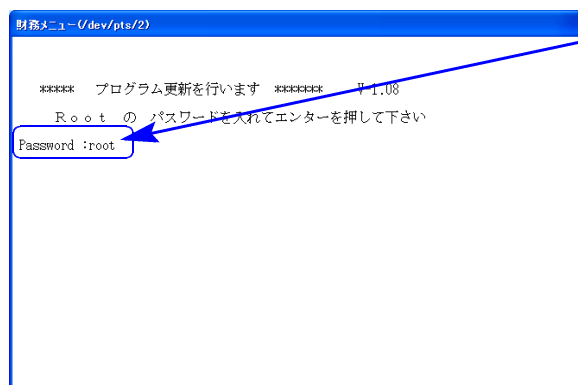 財務メニュー(/dev/pts/2)
***** プログラム更新を行います ******* V-1.08
Root の パスワードを入れてエンターを押して下さい
Password :root